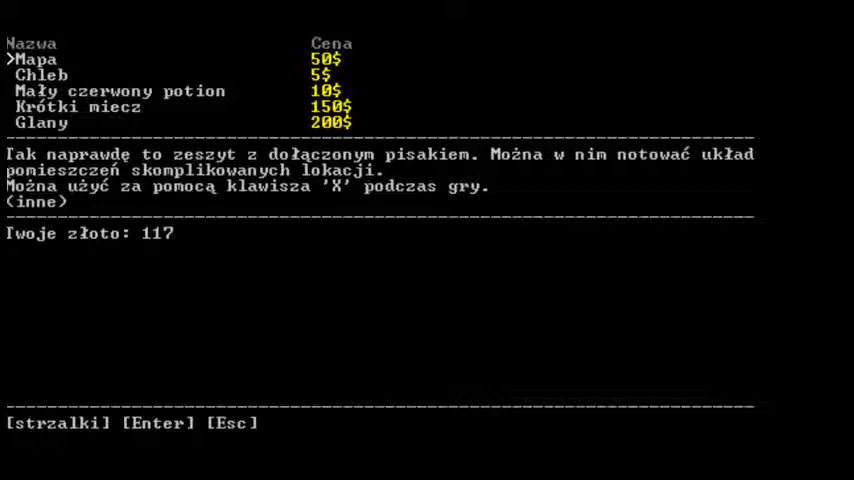 Nazwa Cena
>Mapa 50$
Chleb 5$
Mały czerwony potion 10$
Krótki miecz 150$
Glany 200$
Tak naprawdę to zeszyt z dołączonym pisakiem. Można w nim notować układ
pomieszczeń skomplikowanych lokacji.
Można użyć za pomocą klawisza 'X' podczas gry.
(inne)
Twoje złoto: 117
[strzalki] [Enter] [Esc]